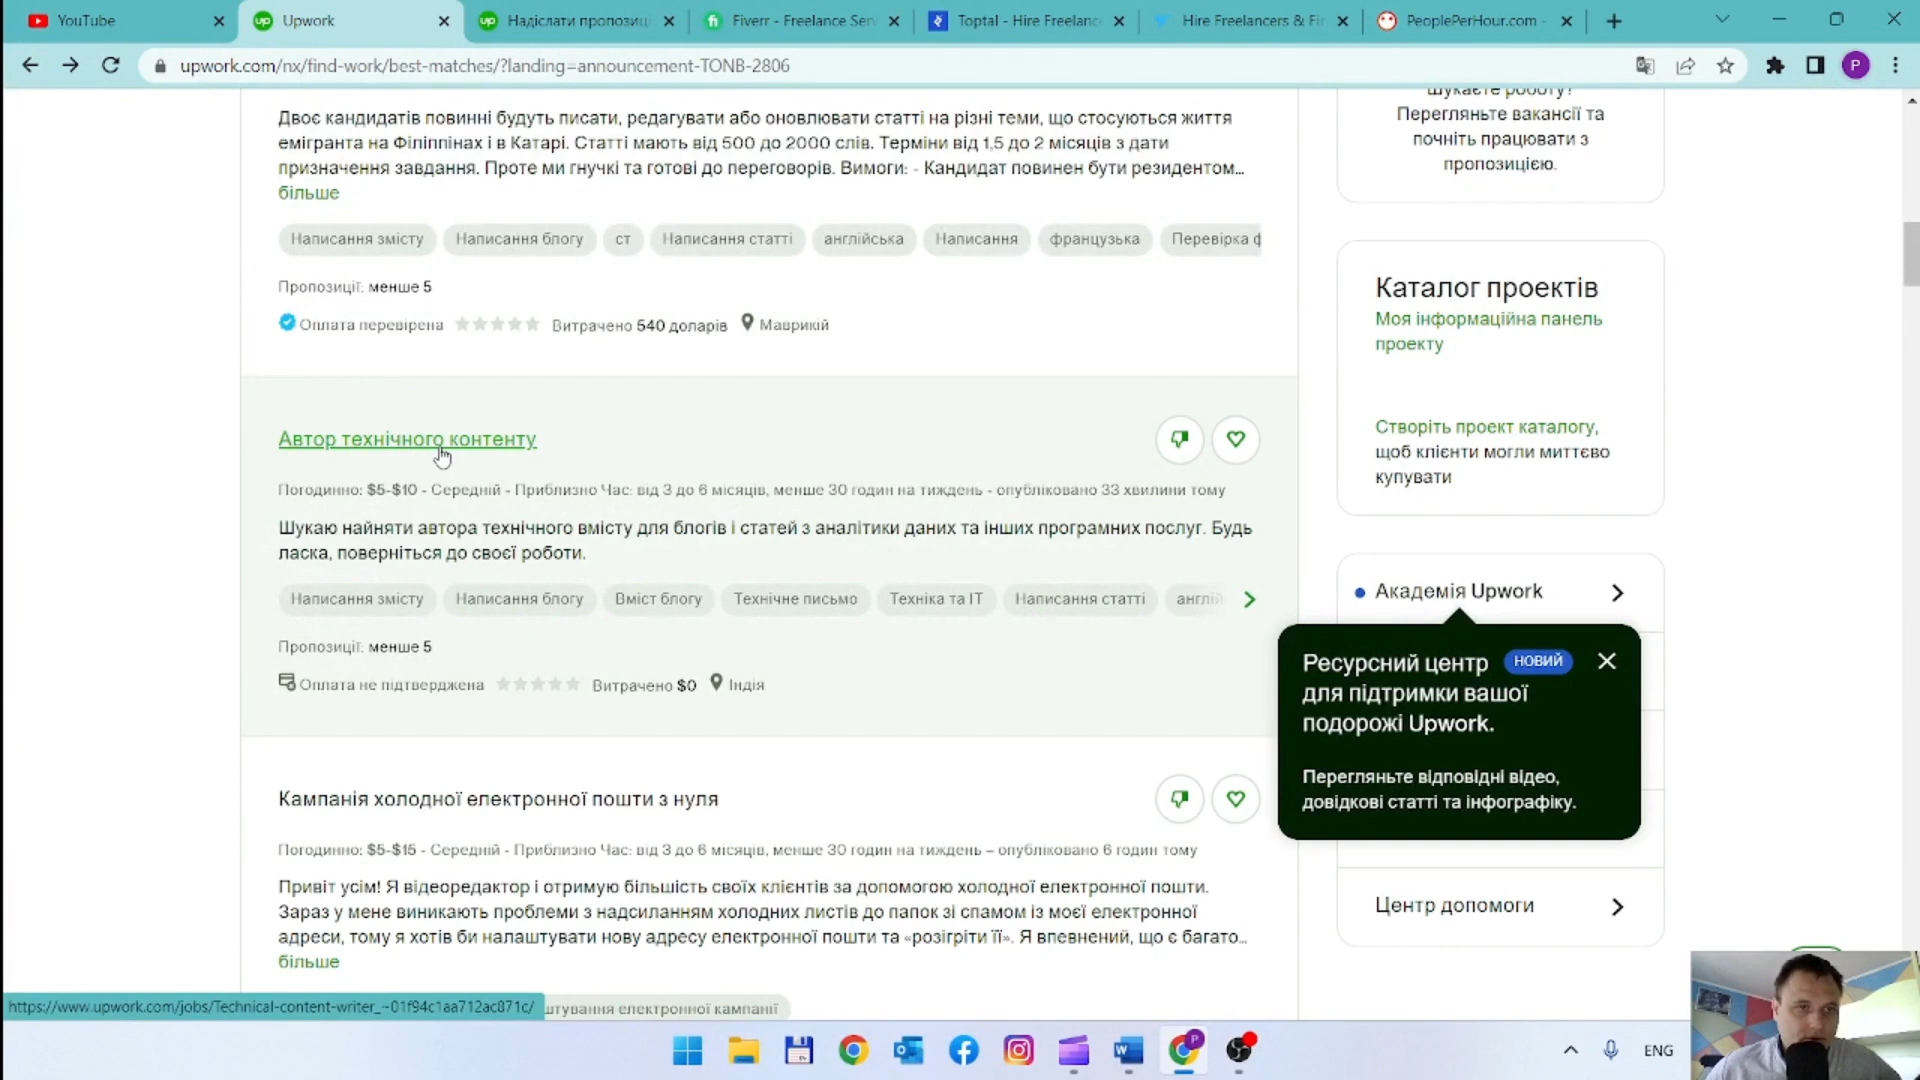 YouTube
Upwork
Надіслати пропозиц
Fiverr - Freelance Serv
Toptal - Hire Freelance
Hire Freelancers & Fin
PeoplePerHour.com -
upwork.com/nx/find-work/best-matches/?landing=announcement-TONB-2806
P
Двоє кандидатів повинні будуть писати, редагувати або оновлювати статті на різні теми, що стосуються життя
емігранта на Філіппінах і в Катарі. Статті мають від 500 до 2000 слів. Терміни від 1,5 до 2 місяців з дати
призначення завдання. Проте ми гнучкі та готові до переговорів. Вимоги: - Кандидат повинен бути резидентом...
більше
Написання змісту
Написання блогу
ст
Написання статті
англійська
Написання
французька
Перевірка ф
Пропозиції: менше 5
Оплата перевірена
Витрачено 540 доларів
Маврикій
Автор технічного контенту
Погодинно: $5-$10 - Середній - Приблизно Час: від 3 до 6 місяців, менше 30 годин на тиждень - опубліковано 33 хвилини тому
Шукаю найняти автора технічного вмісту для блогів і статей з аналітики даних та інших програмних послуг. Будь
ласка, поверніться до своєї роботи.
Написання змісту
Написання блогу
Вміст блогу
Технічне письмо
Техніка та ІТ
Написання статті
англій
Пропозиції: менше 5
Оплата не підтверджена
Витрачено $0
Індія
Кампанія холодної електронної пошти з нуля
Погодинно: $5-$15 - Середній - Приблизно Час: від 3 до 6 місяців, менше 30 годин на тиждень – опубліковано 6 годин тому
Привіт усім! Я відеоредактор і отримую більшість своїх клієнтів за допомогою холодної електронної пошти.
Зараз у мене виникають проблеми з надсиланням холодних листів до папок зі спамом із моєї електронної
адреси, тому я хотів би налаштувати нову адресу електронної пошти та «розігріти її». Я впевнений, що є багато...
більше
штування електронної кампанії
https://www.upwork.com/jobs/Technical-content-writer_~01f94c1aa712ac871c/
шукаєте роботу?
Перегляньте вакансії та
почніть працювати з
пропозицією.
Каталог проектів
Моя інформаційна панель
проекту
Створіть проект каталогу,
щоб клієнти могли миттєво
купувати
Академія Upwork
Ресурсний центр НОВИЙ
для підтримки вашої
подорожі Upwork.
Перегляньте відповідні відео,
довідкові статті та інфографіку.
Центр допомоги
ENG